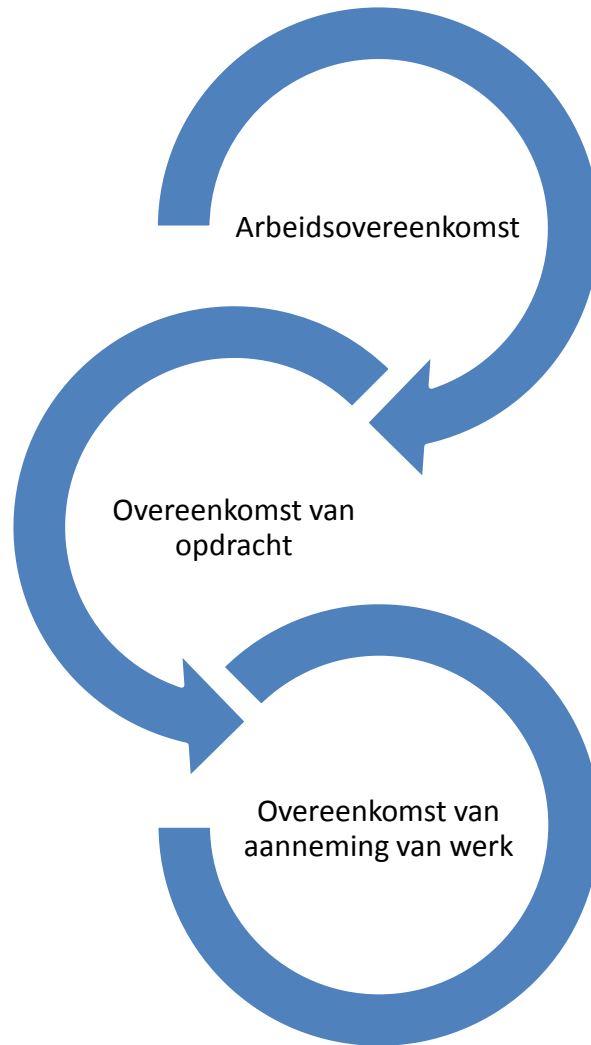 Arbeidsovereenkomst
Overeenkomst van
opdracht
Overeenkomst van
aanneming van werk